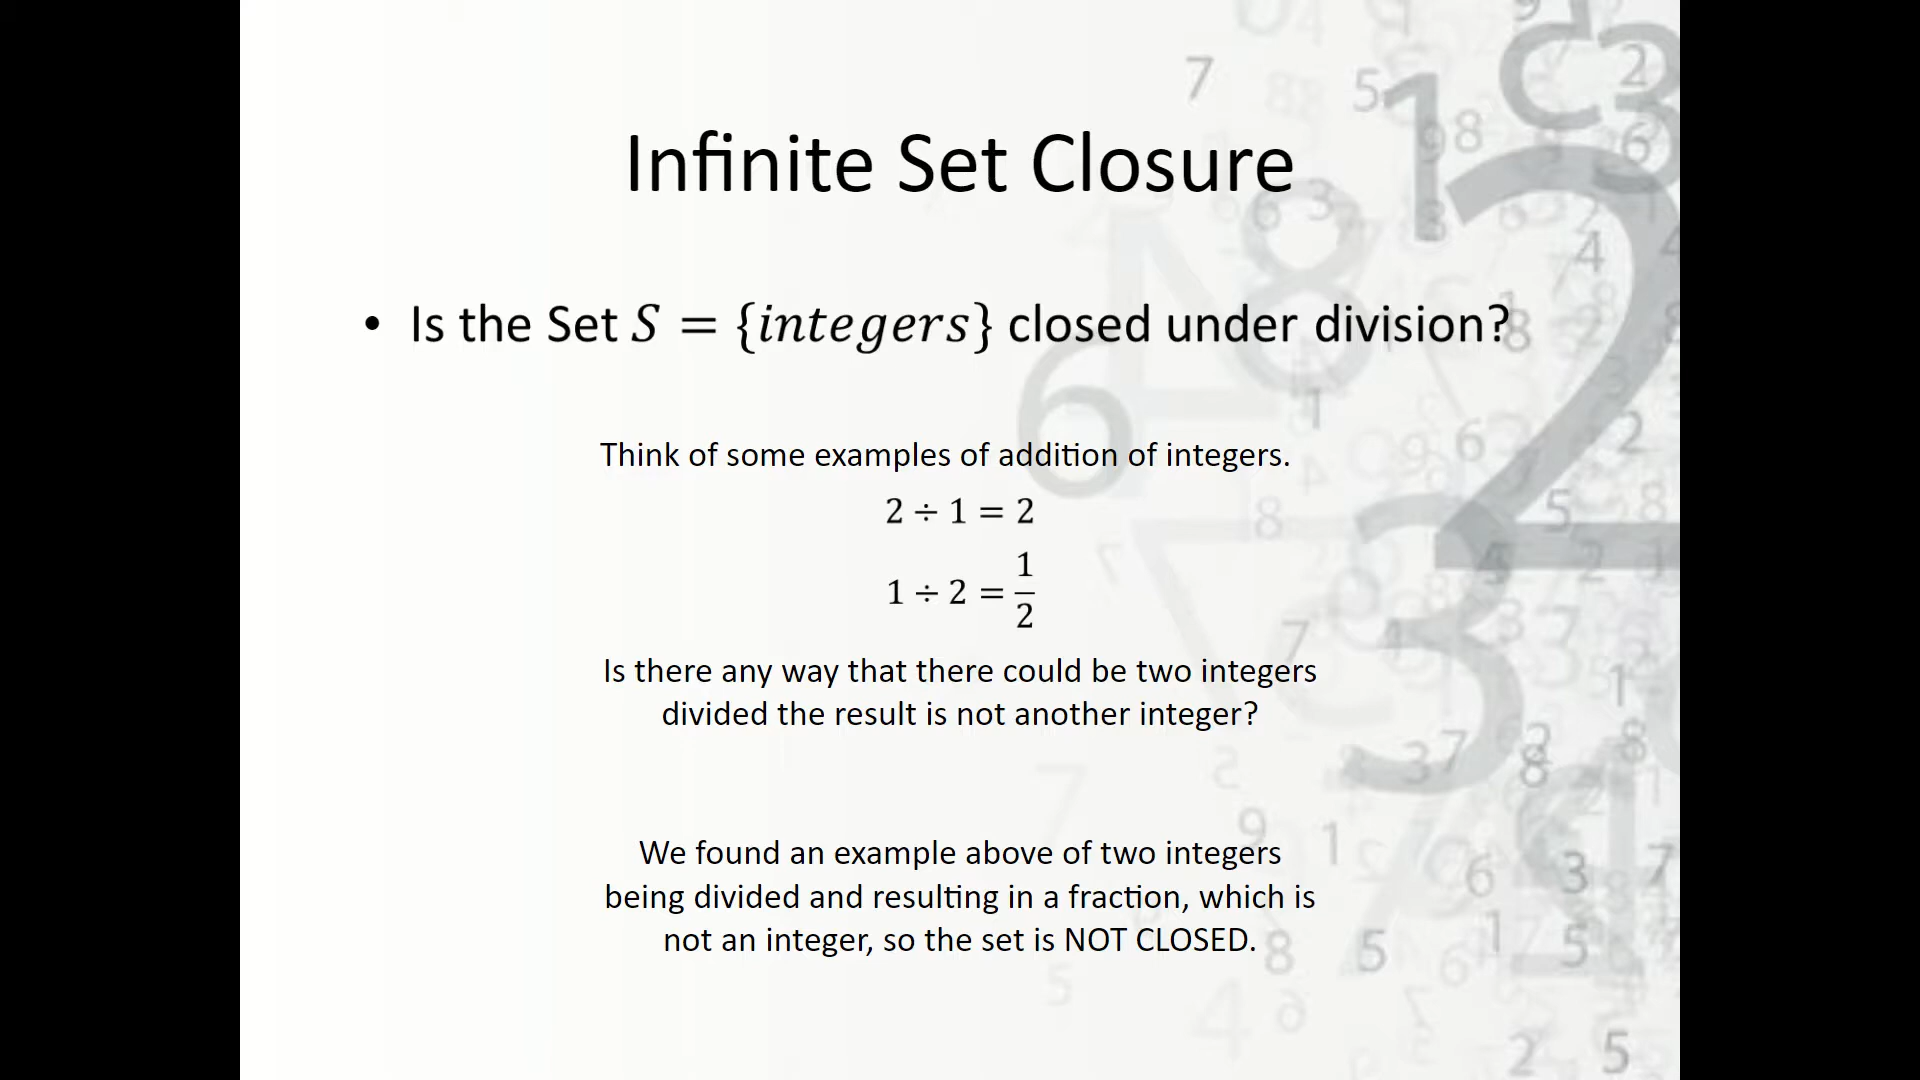 Infinite Set Closure
• Is the Set S = {integers} closed under division?
Think of some examples of addition of integers.
2 ÷ 1 = 2
1 ÷ 2 = 1/2
Is there any way that there could be two integers
divided the result is not another integer?
We found an example above of two integers
being divided and resulting in a fraction, which is
not an integer, so the set is NOT CLOSED.